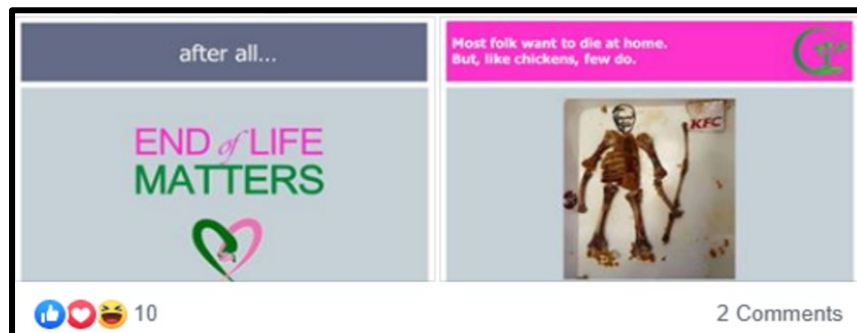 after all...
END of LIFE
MATTERS
Most folk want to die at home.
But, like chickens, few do.
KFC
10
2 Comments